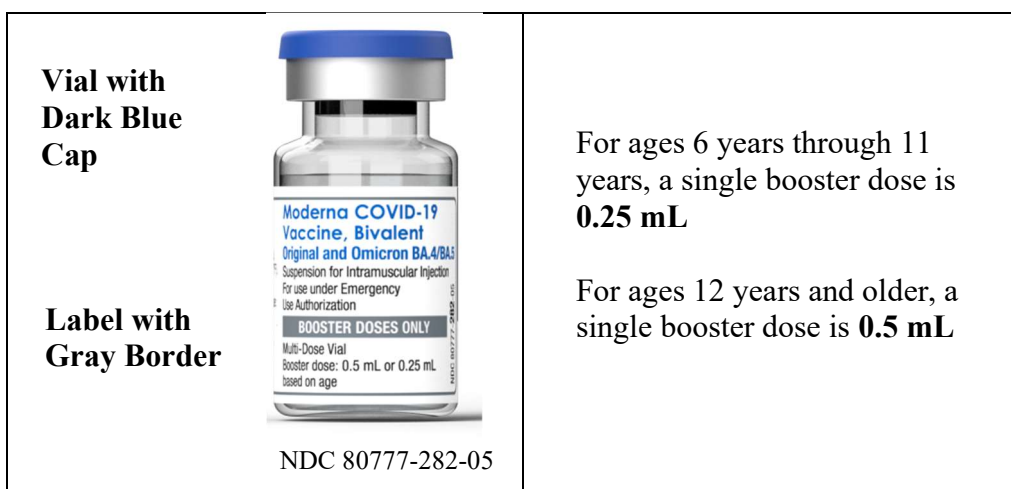 Vial with
Dark Blue
Cap
Label with
Gray Border
Moderna COVID-19
Vaccine, Bivalent
Original and Omicron BA.4/BA.5
Suspension for Intramuscular Injection
For use under Emergency
Use Authorization
BOOSTER DOSES ONLY
Multi-Dose Vial
Booster dose: 0.5 mL or 0.25 mL
based on age
NDC 80777-282-05
NDC 80777-282-05
For ages 6 years through 11
years, a single booster dose is
0.25 mL
For ages 12 years and older, a
single booster dose is 0.5 mL